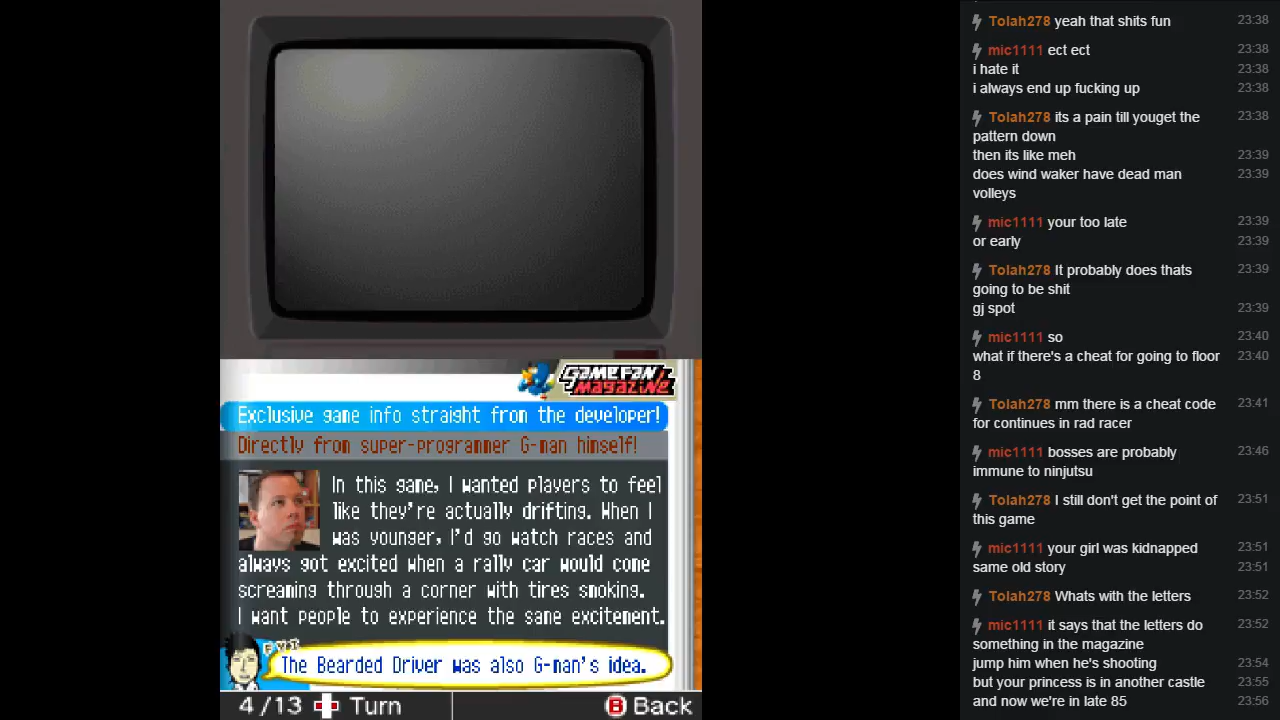 GAMEFAN
MAGAZINE
Exclusive game info straight from the developer!
Directly from super-programmer G-man himself!
In this game, I wanted players to feel
like they're actually drifting. When I
was younger, I'd go watch races and
always got excited when a rally car would come
screaming through a corner with tires smoking.
I want people to experience the same excitement.
The Bearded Driver was also G-man's idea.
4/13 Turn
B Back
Tolah278 yeah that shits fun 23:38
mic1111 ect ect 23:38
i hate it 23:38
i always end up fucking up 23:38
Tolah278 its a pain till youget the 23:38
pattern down
then its like meh 23:39
does wind waker have dead man 23:39
volleys
mic1111 your too late 23:39
or early 23:39
Tolah278 It probably does thats 23:39
going to be shit
gj spot 23:39
mic1111 so 23:40
what if there's a cheat for going to floor 23:40
8
Tolah278 mm there is a cheat code 23:41
for continues in rad racer
mic1111 bosses are probably 23:46
immune to ninjutsu
Tolah278 I still don't get the point of 23:51
this game
mic1111 your girl was kidnapped 23:51
same old story 23:51
Tolah278 Whats with the letters 23:52
mic1111 it says that the letters do 23:52
something in the magazine
jump him when he's shooting 23:54
but your princess is in another castle 23:55
and now we're in late 85 23:56